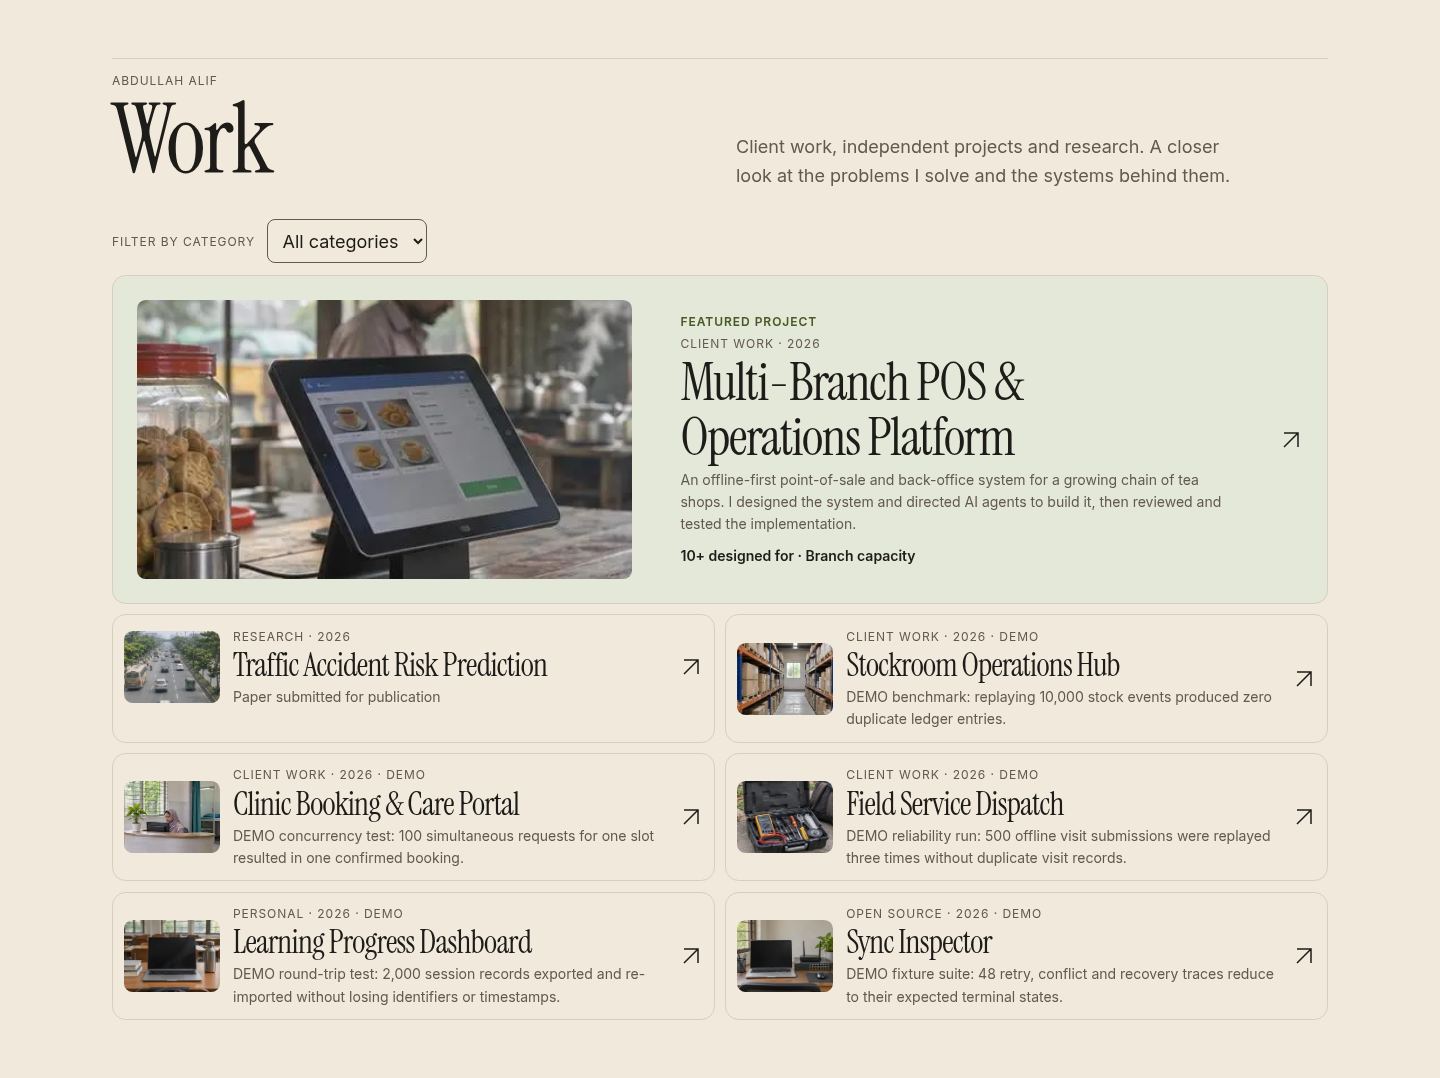 ABDULLAH ALIF
Work
Client work, independent projects and research. A closer
look at the problems I solve and the systems behind them.
FILTER BY CATEGORY
All categories
FEATURED PROJECT
CLIENT WORK · 2026
Multi-Branch POS &
Operations Platform
An offline-first point-of-sale and back-office system for a growing chain of tea
shops. I designed the system and directed AI agents to build it, then reviewed and
tested the implementation.
10+ designed for · Branch capacity
RESEARCH · 2026
Traffic Accident Risk Prediction
Paper submitted for publication
CLIENT WORK · 2026 · DEMO
Stockroom Operations Hub
DEMO benchmark: replaying 10,000 stock events produced zero
duplicate ledger entries.
CLIENT WORK · 2026 · DEMO
Clinic Booking & Care Portal
DEMO concurrency test: 100 simultaneous requests for one slot
resulted in one confirmed booking.
CLIENT WORK · 2026 · DEMO
Field Service Dispatch
DEMO reliability run: 500 offline visit submissions were replayed
three times without duplicate visit records.
PERSONAL · 2026 · DEMO
Learning Progress Dashboard
DEMO round-trip test: 2,000 session records exported and re-
imported without losing identifiers or timestamps.
OPEN SOURCE · 2026 · DEMO
Sync Inspector
DEMO fixture suite: 48 retry, conflict and recovery traces reduce
to their expected terminal states.